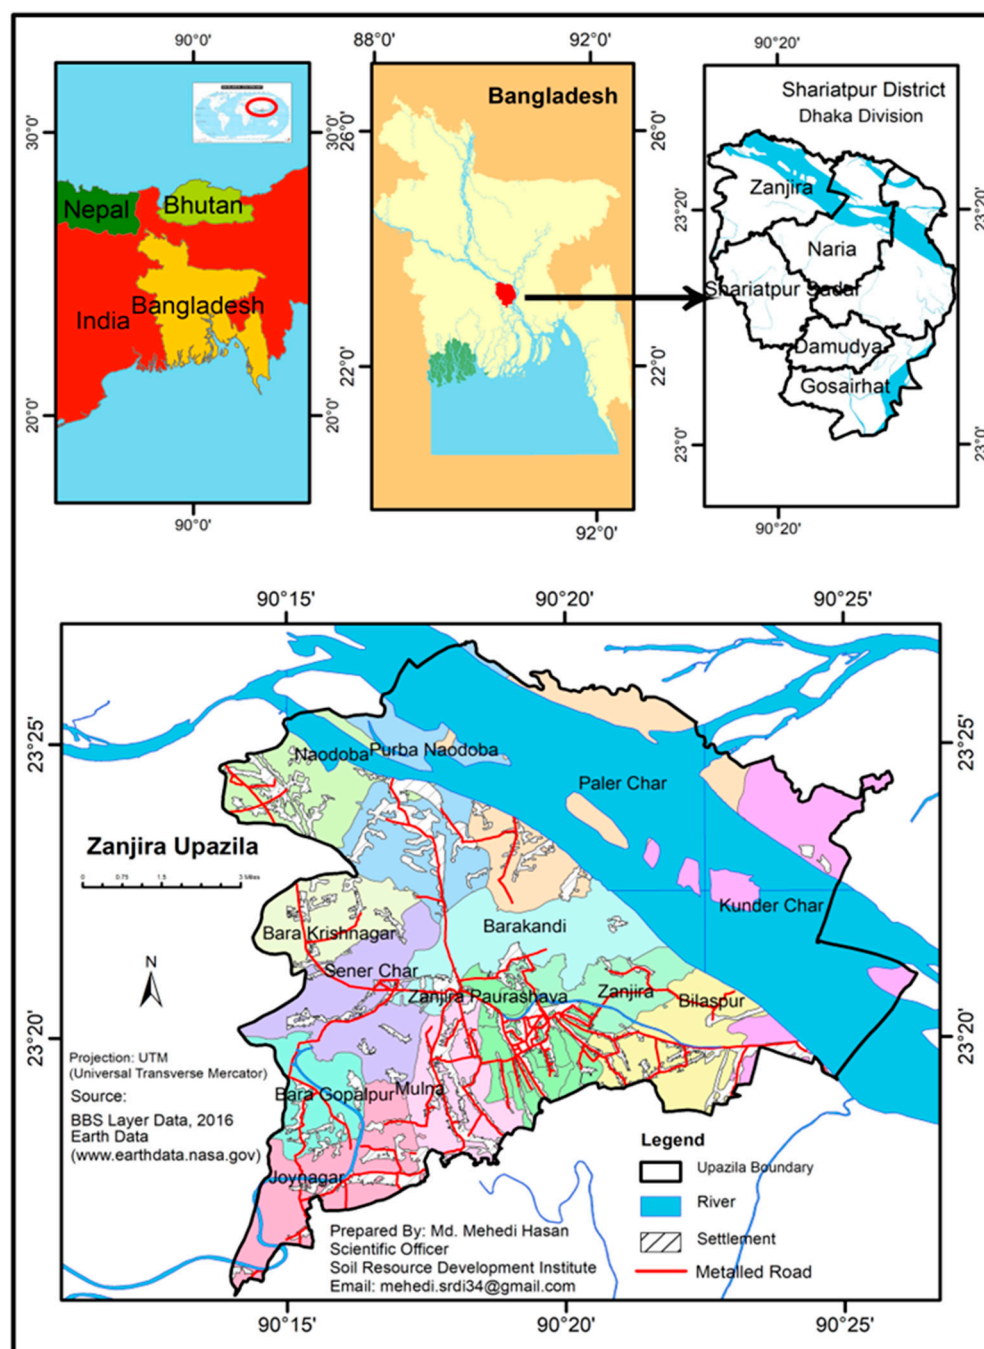 90°0'
88°0'
92°0'
90°20'
30°0'
30°0'
26°0'
26°0'
Bangladesh
Shariatpur District
Dhaka Division
Nepal
Bhutan
Bangladesh
India
Zanjira
23°20'
23°20'
Naria
Shariatpur Sadar
Damudya
Gosairhat
22°0'
22°0'
20°0'
20°0'
23°0'
23°0'
90°0'
92°0'
90°20'
90°15'
90°20'
90°25'
23°25'
23°25'
Naodoba
Purba Naodoba
Paler Char
Zanjira Upazila
0 0.75 1.5 3 Miles
Kunder Char
Barakandi
Bara Krishnagar
N
Sener Char
Zanjira Paurashava
Zanjira
Bilaspur
23°20'
23°20'
Projection: UTM
(Universal Transverse Mercator)
Source:
BBS Layer Data, 2016
Earth Data
(www.earthdata.nasa.gov)
Bara Gopalpur
Mulna
Joynagar
Legend
Upazila Boundary
River
Settlement
Metalled Road
Prepared By: Md. Mehedi Hasan
Scientific Officer
Soil Resource Development Institute
Email: mehedi.srdi34@gmail.com
90°15'
90°20'
90°25'